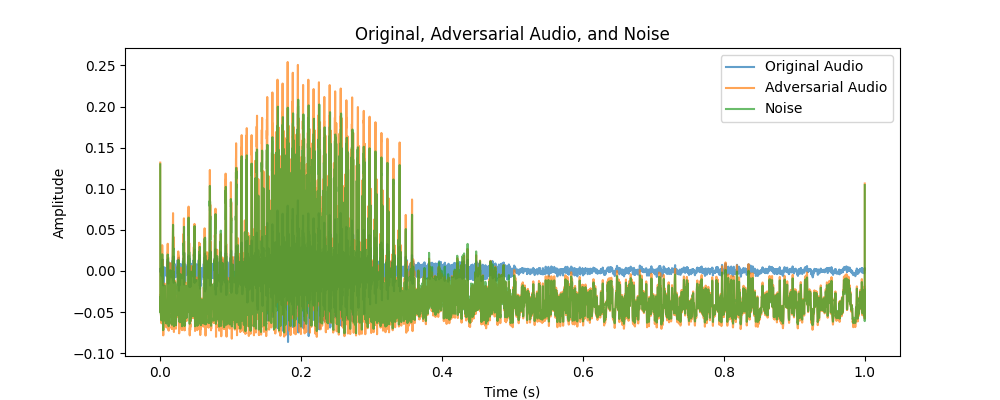 Original, Adversarial Audio, and Noise
Original Audio
Adversarial Audio
Noise
0.25
0.20
0.15
0.10
0.05
0.00
−0.05
−0.10
Amplitude
0.0 0.2 0.4 0.6 0.8 1.0
Time (s)